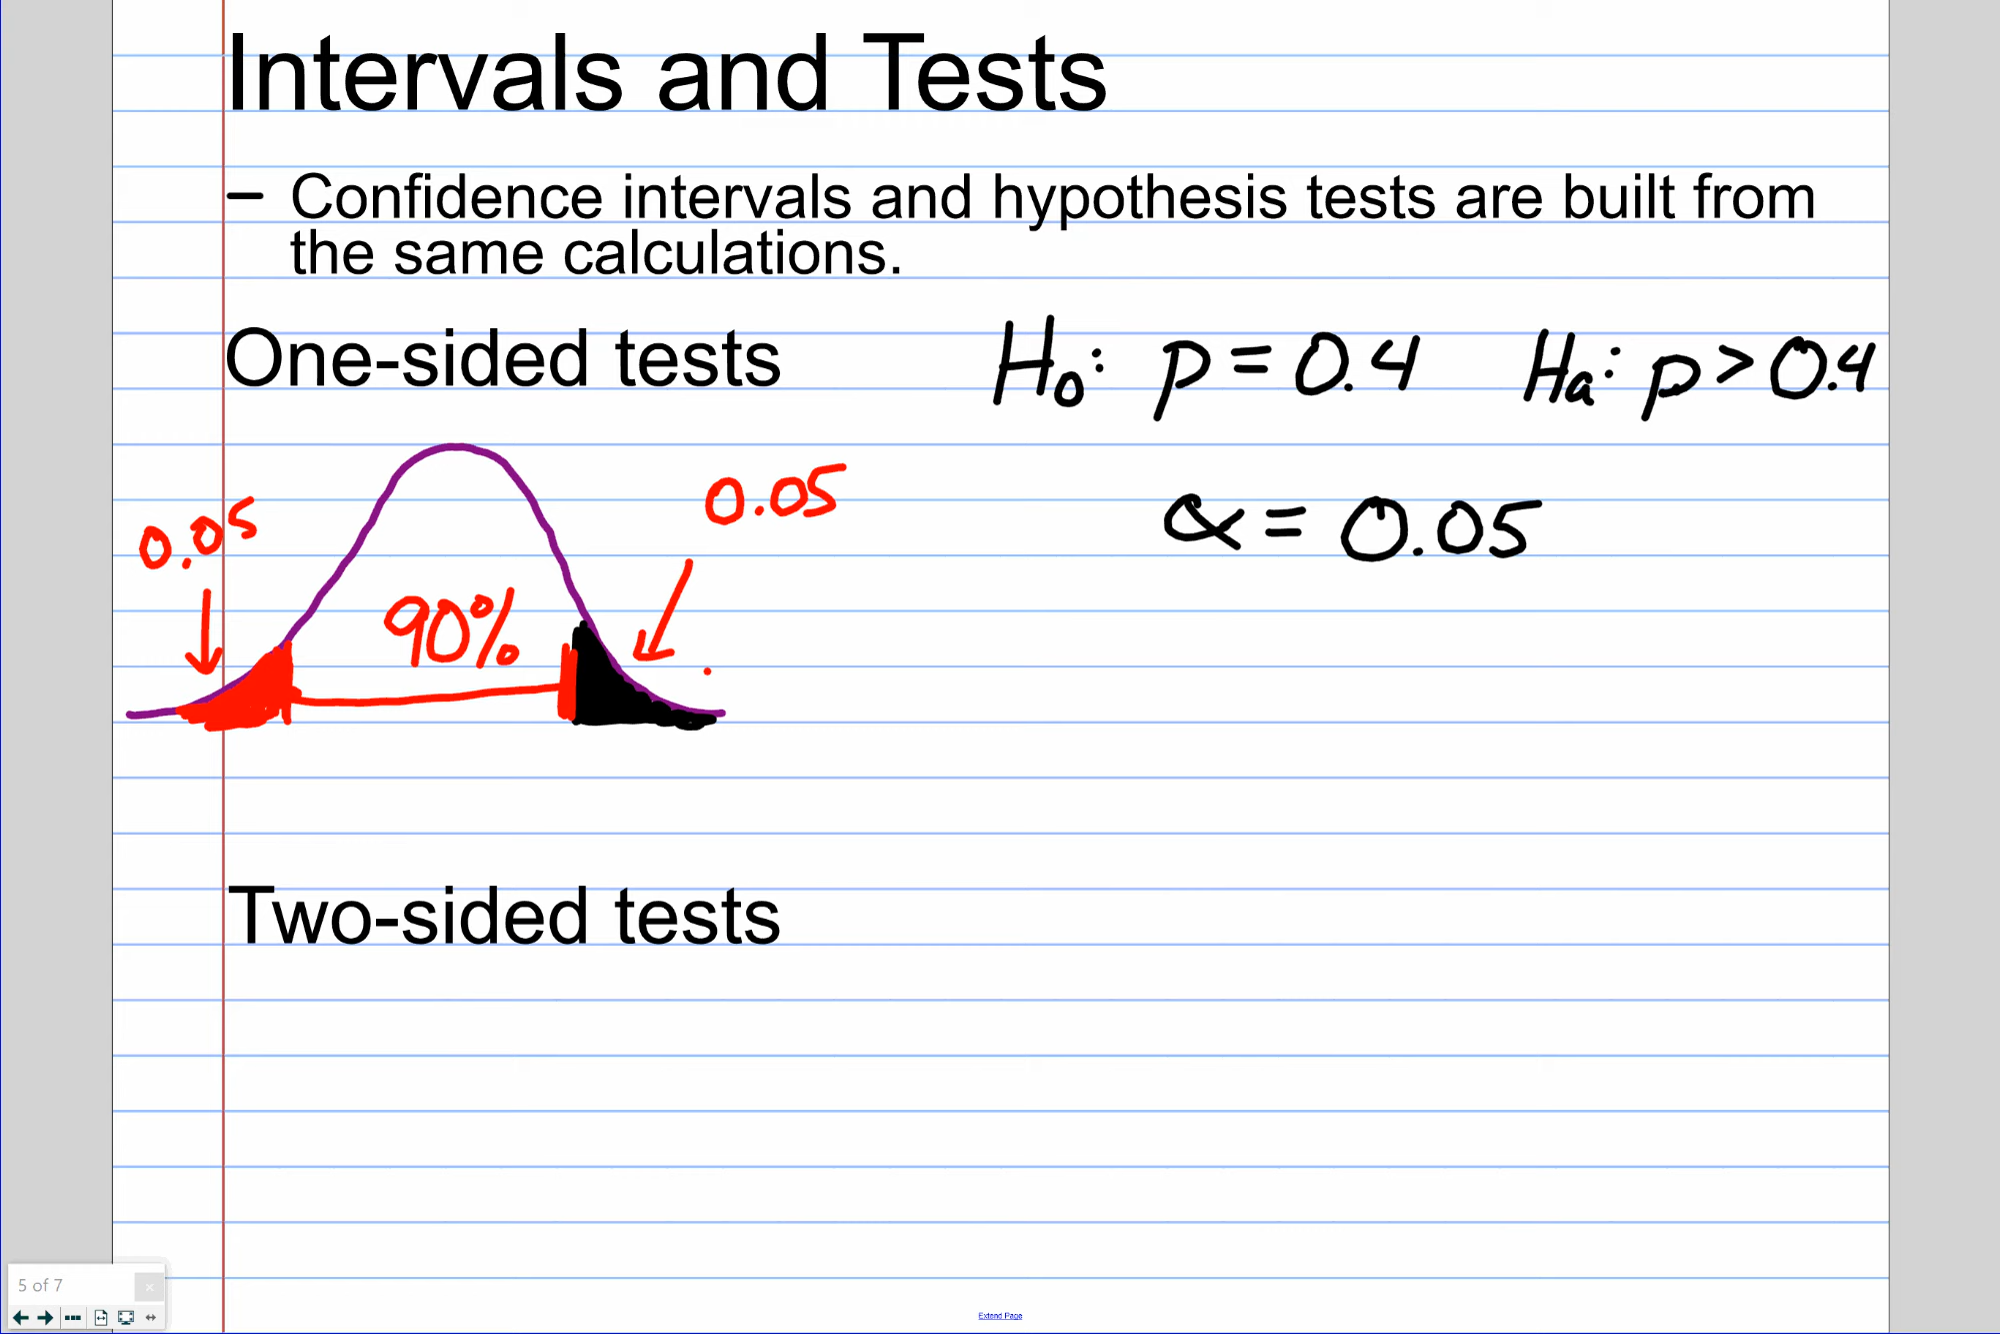 Intervals and Tests
– Confidence intervals and hypothesis tests are built from
the same calculations.
One-sided tests
H₀: p = 0.4 Hₐ: p > 0.4
0.05
0.05
α = 0.05
90%
Two-sided tests
5 of 7
Extend Page